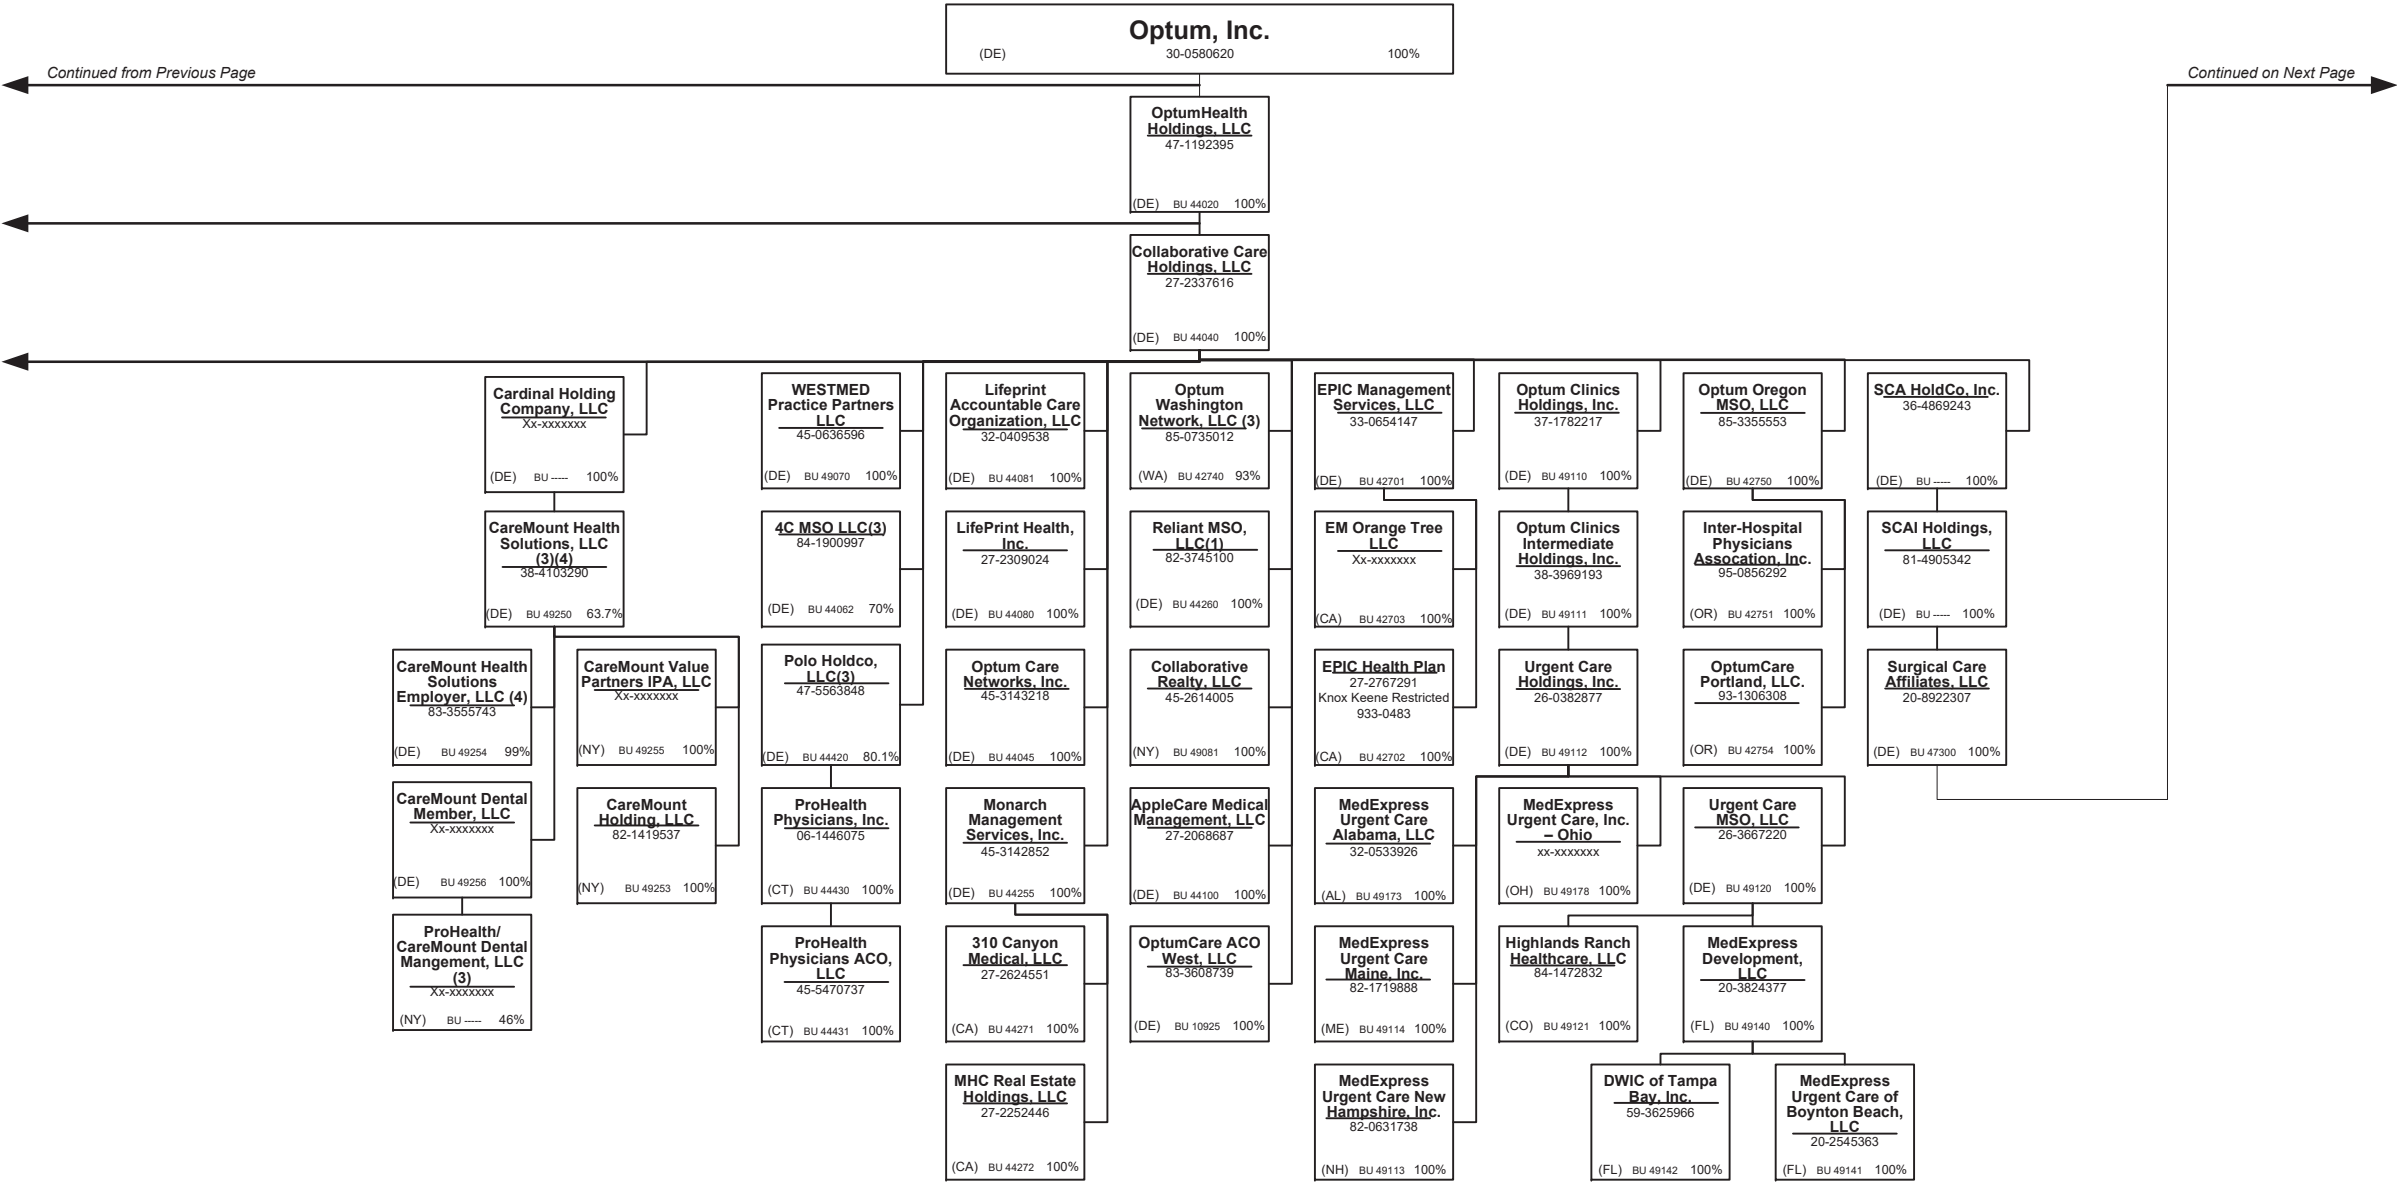 Optum, Inc.
(DE) 30-0580620 100%
Continued from Previous Page
Continued on Next Page
OptumHealth
Holdings, LLC
47-1192395
(DE) BU 44020 100%
Collaborative Care
Holdings, LLC
27-2337616
(DE) BU 44040 100%
Cardinal Holding
Company, LLC
Xx-xxxxxxx
(DE) BU ----- 100%
WESTMED
Practice Partners
LLC
45-0636596
(DE) BU 49070 100%
Lifeprint
Accountable Care
Organization, LLC
32-0409538
(DE) BU 44081 100%
Optum
Washington
Network, LLC (3)
85-0735012
(WA) BU 42740 93%
EPIC Management
Services, LLC
33-0654147
(DE) BU 42701 100%
Optum Clinics
Holdings, Inc.
37-1782217
(DE) BU 49110 100%
Optum Oregon
MSO, LLC
85-3355553
(DE) BU 42750 100%
SCA HoldCo, Inc.
36-4869243
(DE) BU ----- 100%
CareMount Health
Solutions, LLC
(3)(4)
38-4103290
(DE) BU 49250 63.7%
4C MSO LLC(3)
84-1900997
(DE) BU 44062 70%
LifePrint Health,
Inc.
27-2309024
(DE) BU 44080 100%
Reliant MSO,
LLC(1)
82-3745100
(DE) BU 44260 100%
EM Orange Tree
LLC
Xx-xxxxxxx
(CA) BU 42703 100%
Optum Clinics
Intermediate
Holdings, Inc.
38-3969193
(DE) BU 49111 100%
Inter-Hospital
Physicians
Assocation, Inc.
95-0856292
(OR) BU 42751 100%
SCAI Holdings,
LLC
81-4905342
(DE) BU ----- 100%
CareMount Health
Solutions
Employer, LLC (4)
83-3555743
(DE) BU 49254 99%
CareMount Value
Partners IPA, LLC
Xx-xxxxxxx
(NY) BU 49255 100%
Polo Holdco,
LLC(3)
47-5563848
(DE) BU 44420 80.1%
Optum Care
Networks, Inc.
45-3143218
(DE) BU 44045 100%
Collaborative
Realty, LLC
45-2614005
(NY) BU 49081 100%
EPIC Health Plan
27-2767291
Knox Keene Restricted
933-0483
(CA) BU 42702 100%
Urgent Care
Holdings, Inc.
26-0382877
(DE) BU 49112 100%
OptumCare
Portland, LLC.
93-1306308
(OR) BU 42754 100%
Surgical Care
Affiliates, LLC
20-8922307
(DE) BU 47300 100%
CareMount Dental
Member, LLC
Xx-xxxxxxx
(DE) BU 49256 100%
CareMount
Holding, LLC
82-1419537
(NY) BU 49253 100%
ProHealth
Physicians, Inc.
06-1446075
(CT) BU 44430 100%
Monarch
Management
Services, Inc.
45-3142852
(DE) BU 44255 100%
AppleCare Medical
Management, LLC
27-2068687
(DE) BU 44100 100%
MedExpress
Urgent Care
Alabama, LLC
32-0533926
(AL) BU 49173 100%
MedExpress
Urgent Care, Inc.
– Ohio
xx-xxxxxxx
(OH) BU 49178 100%
Urgent Care
MSO, LLC
26-3667220
(DE) BU 49120 100%
ProHealth/
CareMount Dental
Mangement, LLC
(3)
Xx-xxxxxxx
(NY) BU ----- 46%
ProHealth
Physicians ACO,
LLC
45-5470737
(CT) BU 44431 100%
310 Canyon
Medical, LLC
27-2624551
(CA) BU 44271 100%
OptumCare ACO
West, LLC
83-3608739
(DE) BU 10925 100%
MedExpress
Urgent Care
Maine, Inc.
82-1719888
(ME) BU 49114 100%
Highlands Ranch
Healthcare, LLC
84-1472832
(CO) BU 49121 100%
MedExpress
Development,
LLC
20-3824377
(FL) BU 49140 100%
MHC Real Estate
Holdings, LLC
27-2252446
(CA) BU 44272 100%
MedExpress
Urgent Care New
Hampshire, Inc.
82-0631738
(NH) BU 49113 100%
DWIC of Tampa
Bay, Inc.
59-3625966
(FL) BU 49142 100%
MedExpress
Urgent Care of
Boynton Beach,
LLC
20-2545363
(FL) BU 49141 100%